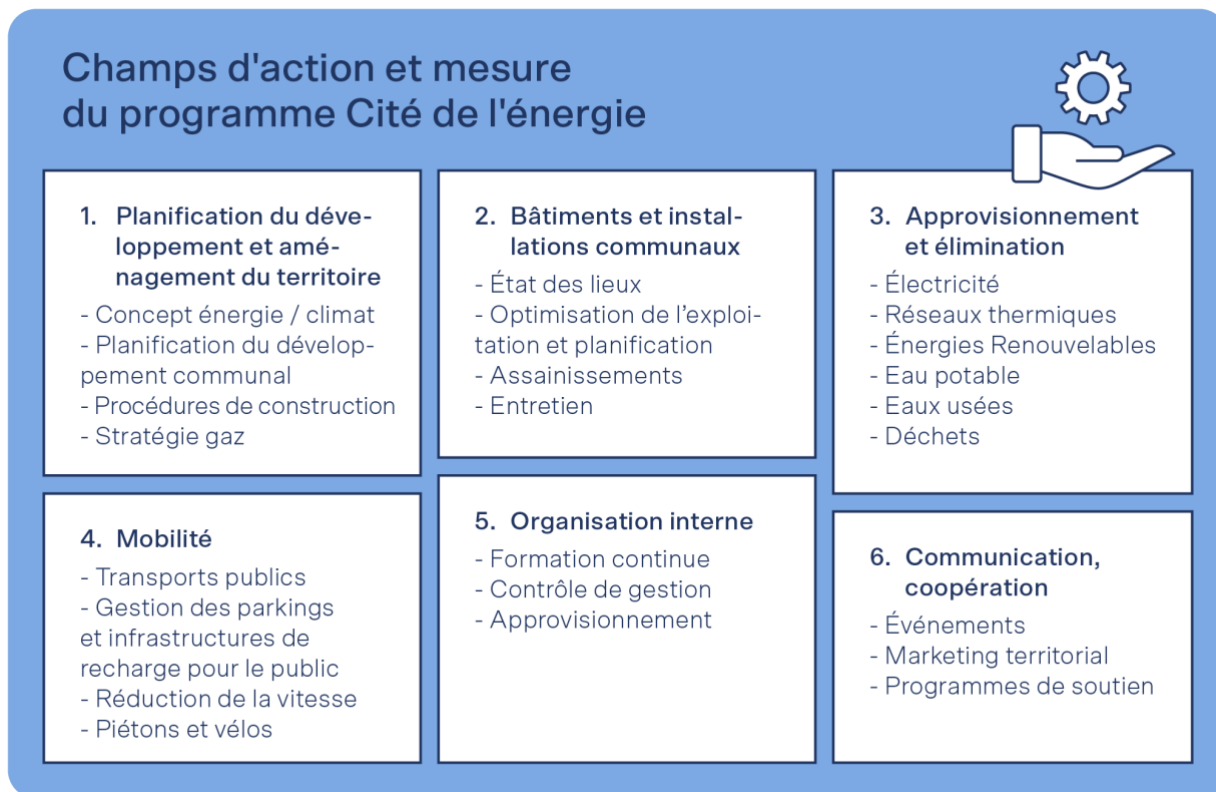 Champs d'action et mesure
du programme Cité de l'énergie
1. Planification du déve-
loppement et amé-
nagement du territoire
- Concept énergie / climat
- Planification du dévelop-
pement communal
- Procédures de construction
- Stratégie gaz
2. Bâtiments et instal-
lations communaux
- État des lieux
- Optimisation de l’exploi-
tation et planification
- Assainissements
- Entretien
3. Approvisionnement
et élimination
- Électricité
- Réseaux thermiques
- Énergies Renouvelables
- Eau potable
- Eaux usées
- Déchets
4. Mobilité
- Transports publics
- Gestion des parkings
et infrastructures de
recharge pour le public
- Réduction de la vitesse
- Piétons et vélos
5. Organisation interne
- Formation continue
- Contrôle de gestion
- Approvisionnement
6. Communication,
coopération
- Événements
- Marketing territorial
- Programmes de soutien